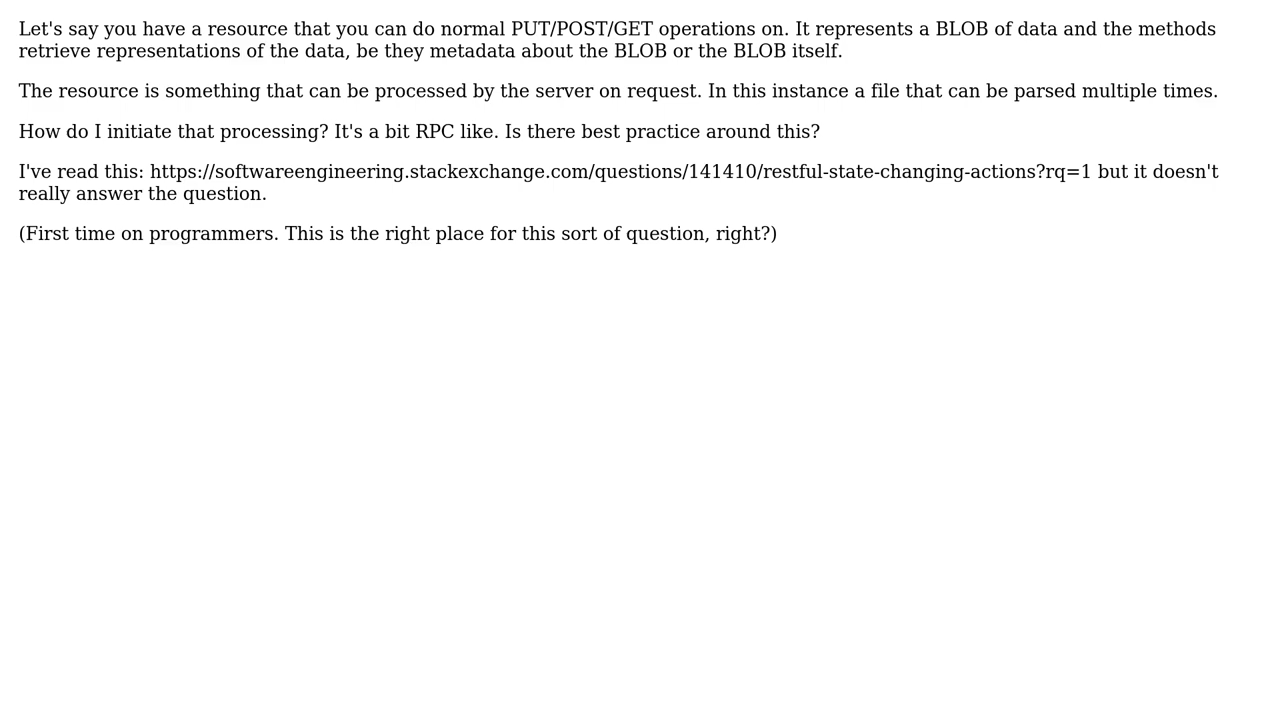 Let's say you have a resource that you can do normal PUT/POST/GET operations on. It represents a BLOB of data and the methods
retrieve representations of the data, be they metadata about the BLOB or the BLOB itself.
The resource is something that can be processed by the server on request. In this instance a file that can be parsed multiple times.
How do I initiate that processing? It's a bit RPC like. Is there best practice around this?
I've read this: https://softwareengineering.stackexchange.com/questions/141410/restful-state-changing-actions?rq=1 but it doesn't
really answer the question.
(First time on programmers. This is the right place for this sort of question, right?)